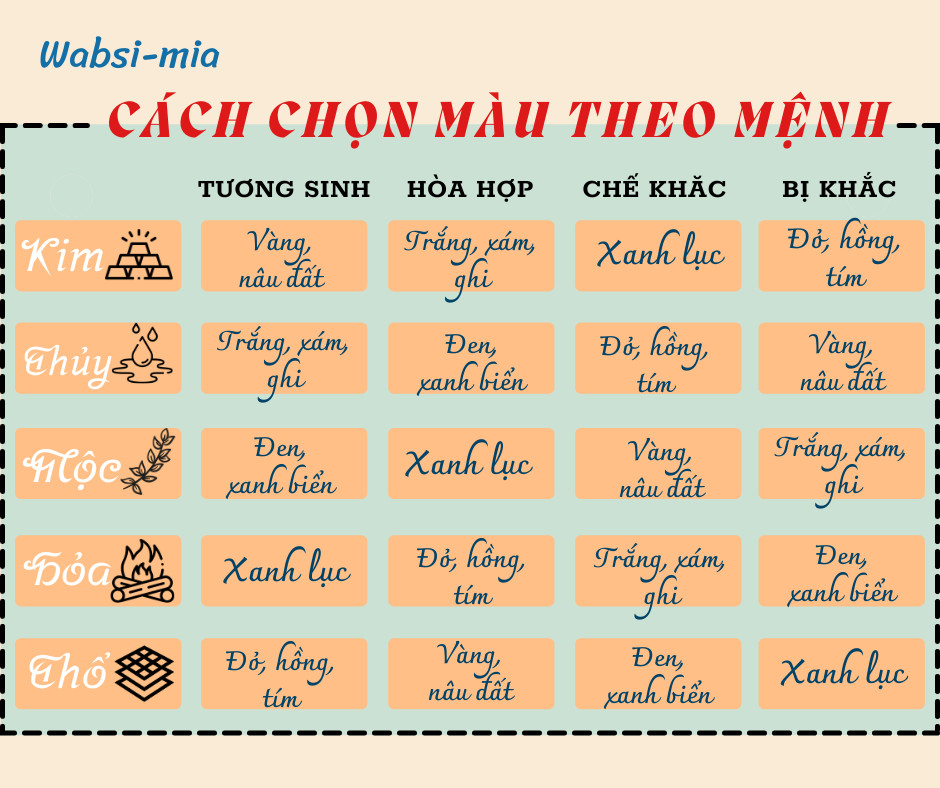 Wabsi-mia
CÁCH CHỌN MÀU THEO MỆNH
TƯƠNG SINH HÒA HỢP CHẾ KHĂC BỊ KHẮC
Kim
Vàng,
nâu đất
Trắng, xám,
ghi
Xanh lục
Đỏ, hồng,
tím
Thủy
Trắng, xám,
ghi
Đen,
xanh biển
Đỏ, hồng,
tím
Vàng,
nâu đất
Mộc
Đen,
xanh biển
Xanh lục
Vàng,
nâu đất
Trắng, xám,
ghi
Hỏa
Xanh lục
Đỏ, hồng,
tím
Trắng, xám,
ghi
Đen,
xanh biển
Thổ
Đỏ, hồng,
tím
Vàng,
nâu đất
Đen,
xanh biển
Xanh lục